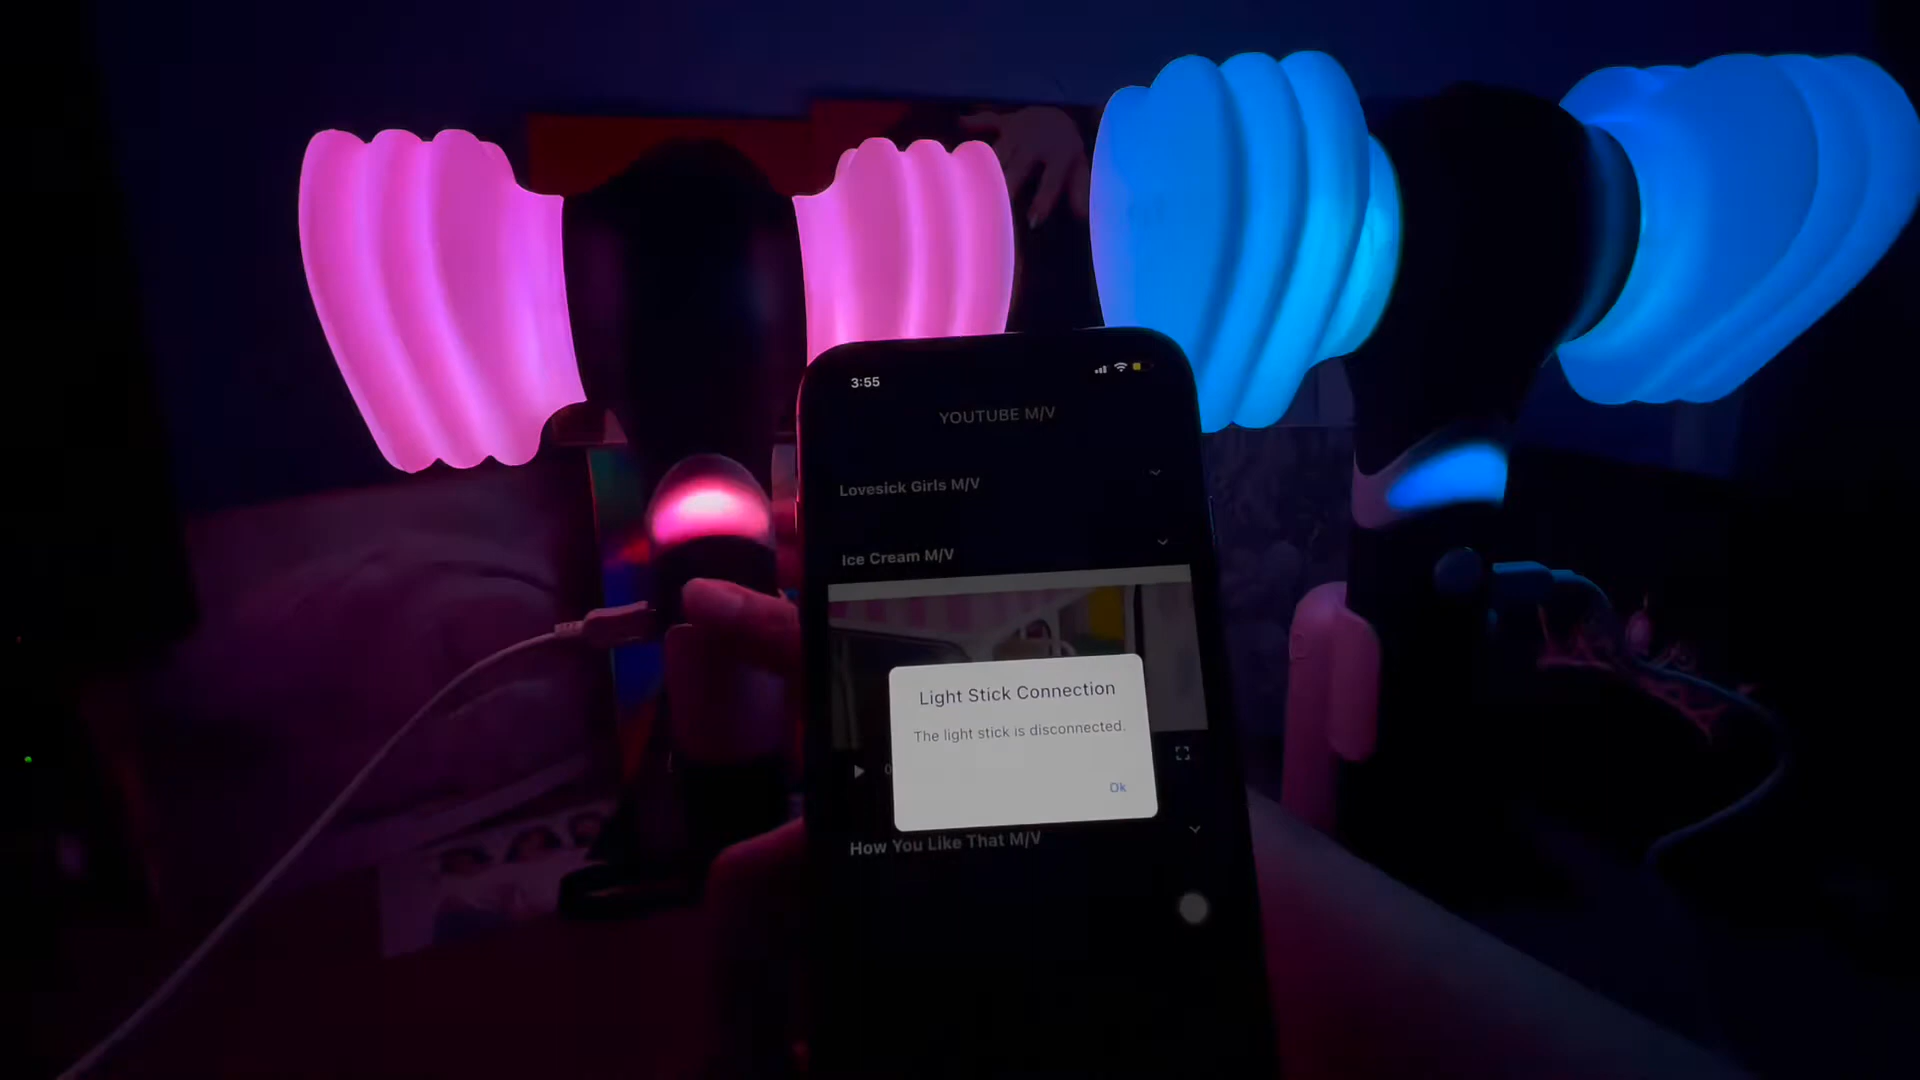 3:55
YOUTUBE M/V
Lovesick Girls M/V
Ice Cream M/V
Light Stick Connection
The light stick is disconnected.
0
Ok
How You Like That M/V